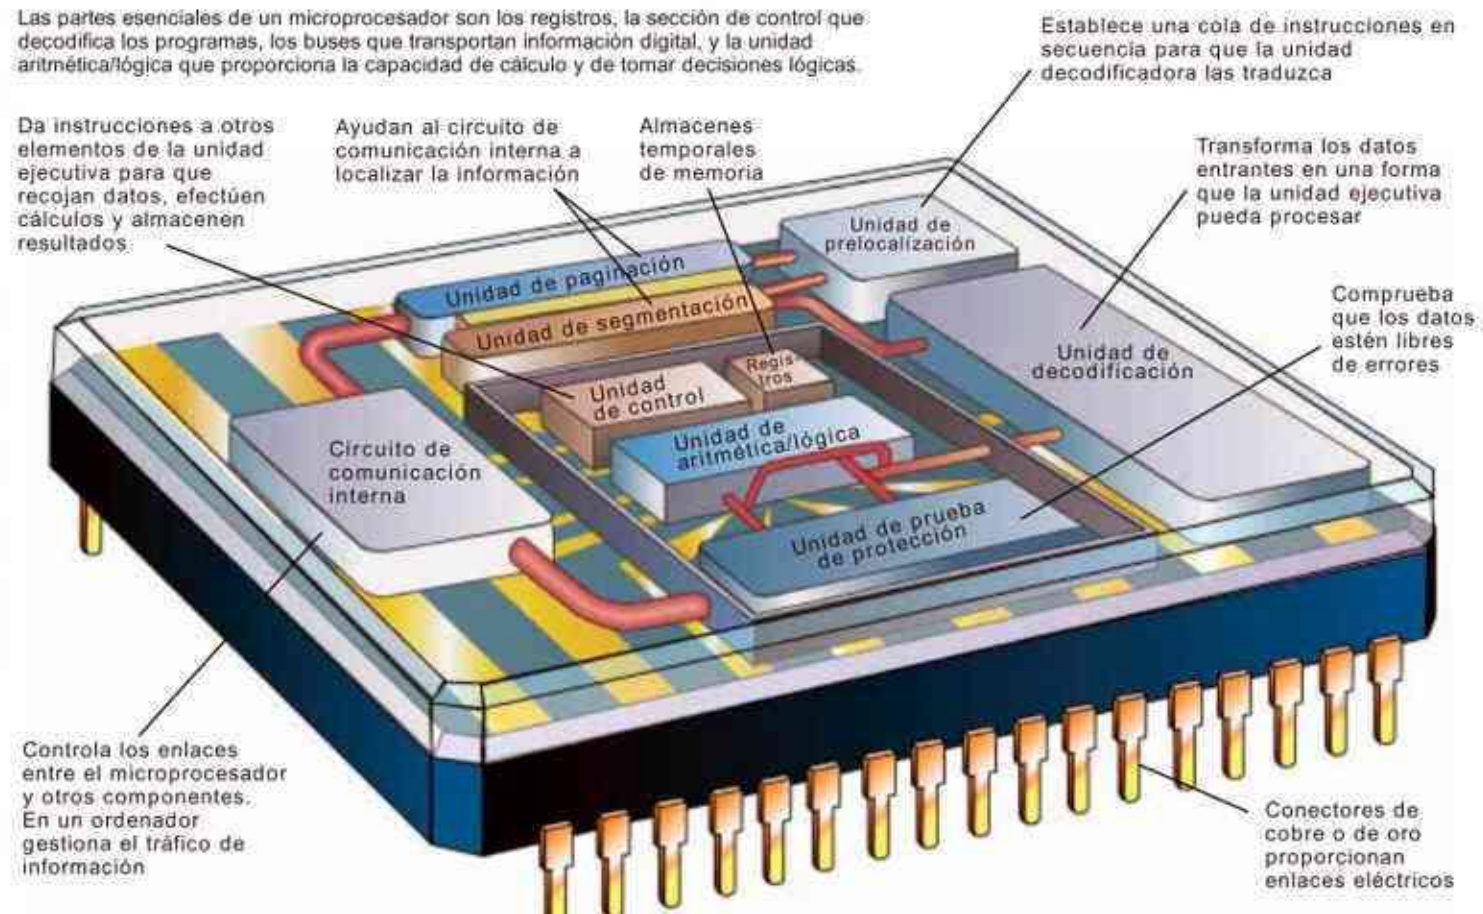 Las partes esenciales de un microprocesador son los registros, la sección de control que
decodifica los programas, los buses que transportan información digital, y la unidad
aritmética/lógica que proporciona la capacidad de cálculo y de tomar decisiones lógicas.
Establece una cola de instrucciones en
secuencia para que la unidad
decodificadora las traduzca
Da instrucciones a otros
elementos de la unidad
ejecutiva para que
recojan datos, efectúen
cálculos y almacenen
resultados
Ayudan al circuito de
comunicación interna a
localizar la información
Almacenes
temporales
de memoria
Transforma los datos
entrantes en una forma
que la unidad ejecutiva
pueda procesar
Unidad de
prelocalización
Unidad de paginación
Unidad de segmentación
Comprueba
que los datos
estén libres
de errores
Unidad de
decodificación
Regis-
tros
Unidad
de control
Unidad de
aritmética/lógica
Circuito de
comunicación
interna
Unidad de prueba
de protección
Controla los enlaces
entre el microprocesador
y otros componentes.
En un ordenador
gestiona el tráfico de
información
Conectores de
cobre o de oro
proporcionan
enlaces eléctricos